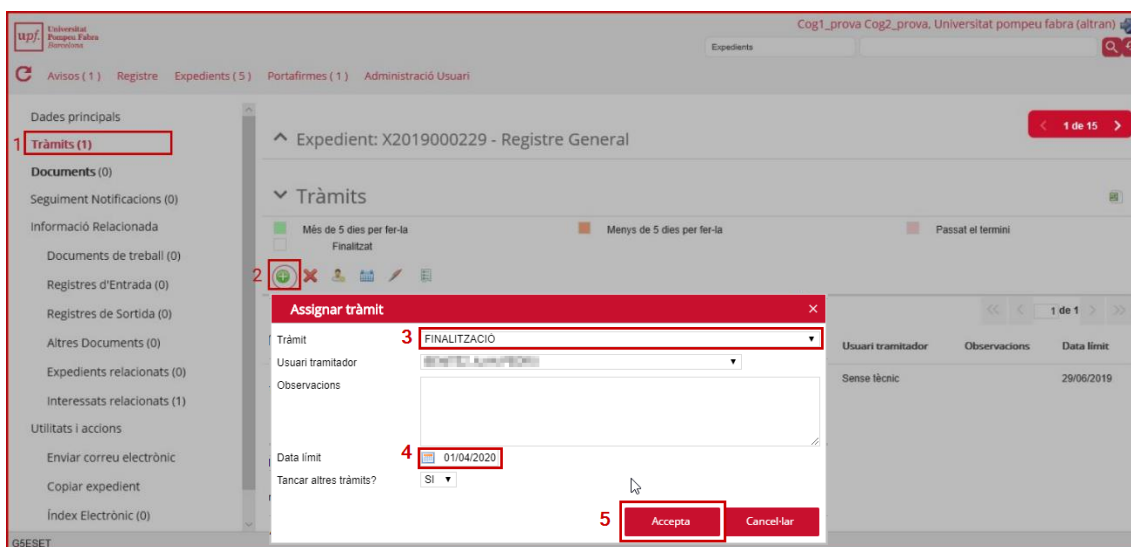 upf. Universitat
Pompeu Fabra
Barcelona
Cog1_prova Cog2_prova, Universitat pompeu fabra (altran)
Expedients
Avisos ( 1 ) Registre Expedients ( 5 ) Portafirmes ( 1 ) Administració Usuari
Dades principals
1 Tràmits (1)
Documents (0)
Seguiment Notificacions (0)
Informació Relacionada
Documents de treball (0)
Registres d'Entrada (0)
Registres de Sortida (0)
Altres Documents (0)
Expedients relacionats (0)
Interessats relacionats (1)
Utilitats i accions
Enviar correu electrònic
Copiar expedient
Índex Electrònic (0)
G5ESET
1 de 15
Expedient: X2019000229 - Registre General
Tràmits
Més de 5 dies per fer-la Menys de 5 dies per fer-la Passat el termini
Finalitzat
2
1 de 1
Usuari tramitador Observacions Data límit
Sense tècnic 29/06/2019
Assignar tràmit
Tràmit 3 FINALITZACIÓ
Usuari tramitador
Observacions
Data límit 4 01/04/2020
Tancar altres tràmits? SI
5 Accepta Cancel·lar